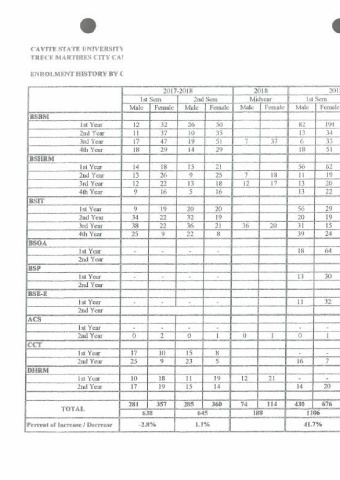 CAVITE STATE UNIVERSITY
TRECE MARTIRES CITY CA
ENROLMENT HISTORY BY C
2017-2018 2018 201
1st Sem 2nd Sem Midyear 1st Sem
Male Female Male Female Male Female Male Female
BSBM
1st Year 12 32 26 50 82 194
2nd Year 11 37 10 35 13 34
3rd Year 17 47 19 51 7 37 6 33
4th Year 18 29 14 29 18 51
BSHRM
1st Year 14 18 13 21 56 62
2nd Year 13 26 9 25 7 18 11 19
3rd Year 12 22 13 18 12 17 13 20
4th Year 9 16 5 16 13 22
BSIT
1st Year 9 19 20 20 56 29
2nd Year 34 22 32 19 20 19
3rd Year 38 22 36 21 36 20 31 15
4th Year 25 9 22 8 39 24
BSOA
1st Year - - - - 18 64
2nd Year
BSP
1st Year - - - - 13 30
2nd Year
BSE-E
1st Year - - - - 11 32
2nd Year
ACS
1st Year - - - - - -
2nd Year 0 2 0 1 0 1 0 1
CCT
1st Year 17 10 15 8
2nd Year 25 9 23 5 16 7
DHRM
1st Year 10 18 11 19 12 21 - -
2nd Year 17 19 15 14 14 20
TOTAL 281 357 285 360 74 114 430 676
638 645 188 1106
Percent of Increase / Decrease -2.8% 1.1% 41.7%